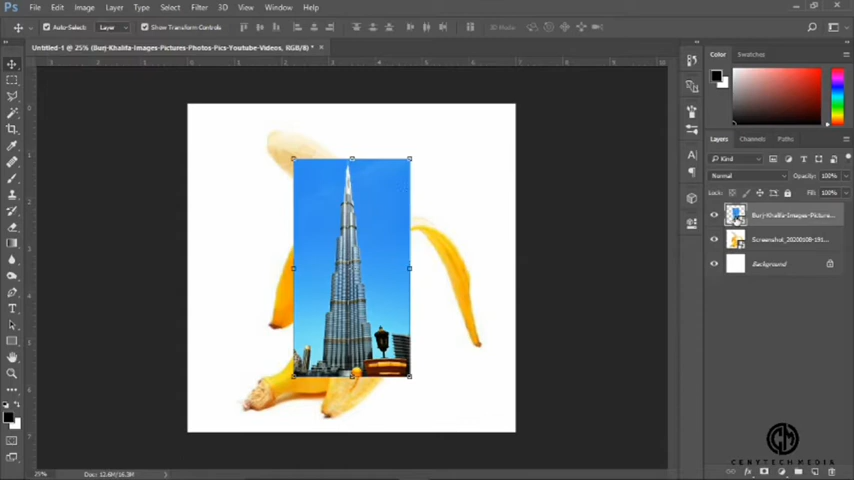 Ps File Edit Image Layer Type Select Filter 3D View Window Help
Auto-Select: Layer Show Transform Controls 3D Mode
Untitled-1 @ 25% (Burj-Khalifa-Images-Pictures-Photos-Pics-Youtube-Videos, RGB/8) *
Color Swatches
Layers Channels Paths
Kind
Normal Opacity: 100%
Lock: Fill: 100%
Burj-Khalifa-Images-Picture...
Screenshot_20200108-191...
Background
CM
CENYTECH MEDIA
25% Doc: 12.6M/16.3M